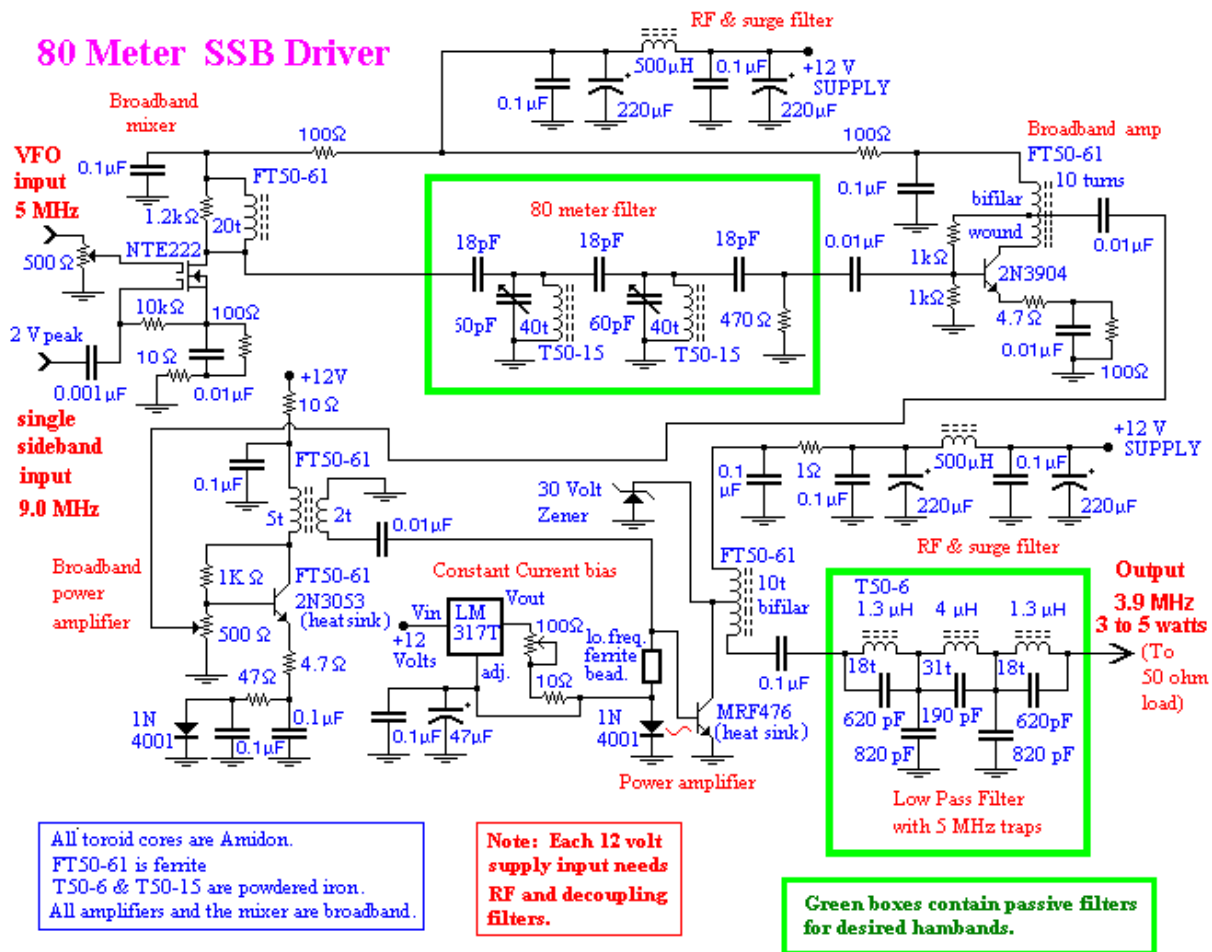 80 Meter SSB Driver
RF & surge filter
500µH
0.1µF
+12 V
SUPPLY
0.1µF
220µF
220µF
Broadband
mixer
100Ω
100Ω
Broadband amp
FT50-61
10 turns
VFO
input
5 MHz
0.1µF
FT50-61
1.2kΩ
20t
NTE222
500 Ω
80 meter filter
18pF
18pF
18pF
0.01µF
0.1µF
bifilar
wound
1kΩ
0.01µF
2N3904
1kΩ
4.7Ω
0.01µF
100Ω
60pF
40t
60pF
40t
470Ω
T50-15
T50-15
10kΩ
100Ω
2 V peak
10Ω
0.001µF
0.01µF
single
sideband
input
9.0 MHz
+12V
10Ω
0.1µF
FT50-61
5t
2t
0.01µF
30 Volt
Zener
0.1
µF
1Ω
0.1µF
500µH
0.1µF
220µF
220µF
+12 V
SUPPLY
RF & surge filter
Broadband
power
amplifier
1K Ω
FT50-61
2N3053
(heat sink)
500 Ω
47Ω
4.7Ω
1N
4001
0.1µF
0.1µF
Constant Current bias
Vin
LM
317T
Vout
+12
Volts
adj.
100Ω
10Ω
lo. freq.
ferrite
bead.
0.1µF
47µF
1N
4001
MRF476
(heat sink)
Power amplifier
FT50-61
10t
bifilar
0.1µF
T50-6
1.3 µH
4 µH
1.3 µH
18t
31t
18t
620 pF
190 pF
620pF
820 pF
820 pF
Low Pass Filter
with 5 MHz traps
Output
3.9 MHz
3 to 5 watts
(To
50 ohm
load)
All toroid cores are Amidon.
FT50-61 is ferrite
T50-6 & T50-15 are powdered iron.
All amplifiers and the mixer are broadband.
Note: Each 12 volt
supply input needs
RF and decoupling
filters.
Green boxes contain passive filters
for desired hambands.